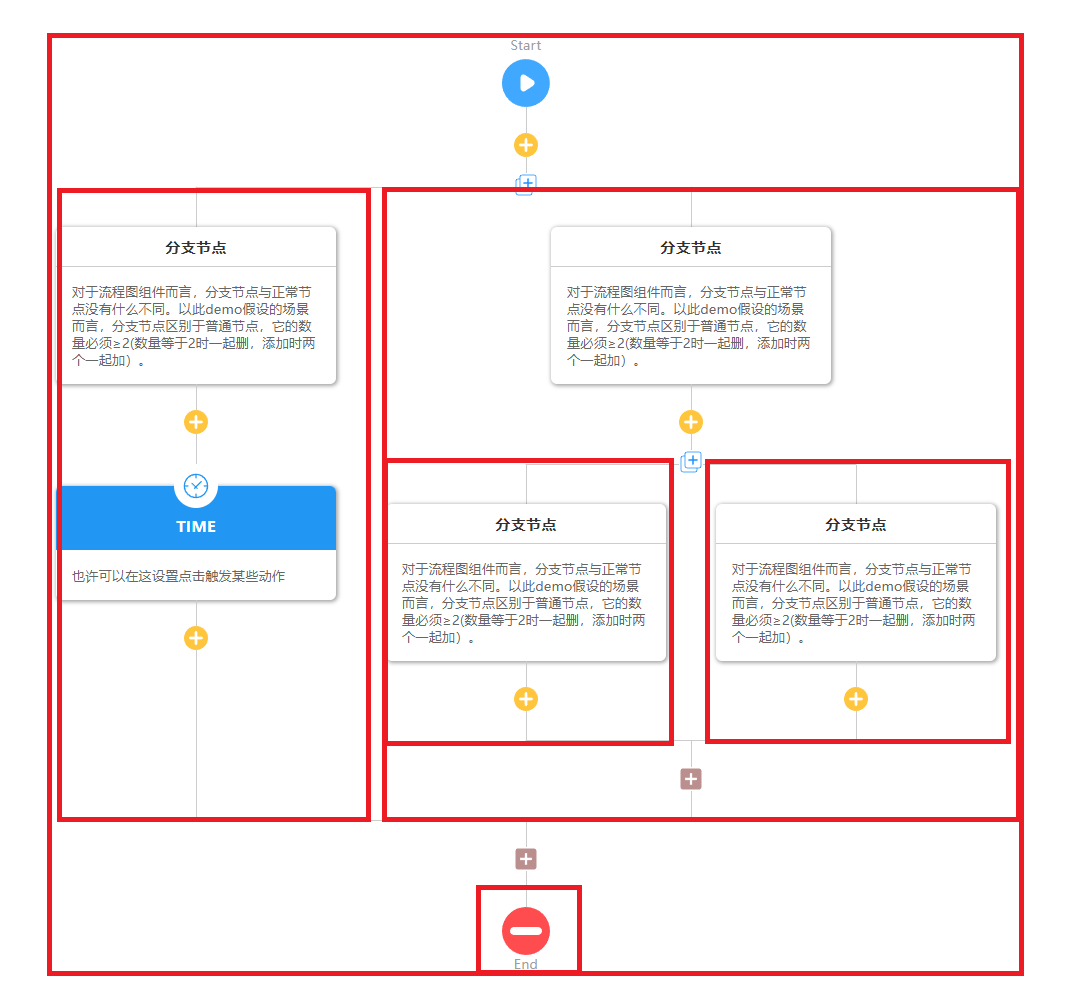 Start
分支节点
对于流程图组件而言，分支节点与正常节
点没有什么不同。以此demo假设的场景
而言，分支节点区别于普通节点，它的数
量必须≥2(数量等于2时一起删，添加时两
个一起加）。
分支节点
对于流程图组件而言，分支节点与正常节
点没有什么不同。以此demo假设的场景
而言，分支节点区别于普通节点，它的数
量必须≥2(数量等于2时一起删，添加时两
个一起加）。
TIME
也许可以在这设置点击触发某些动作
分支节点
对于流程图组件而言，分支节点与正常节
点没有什么不同。以此demo假设的场景
而言，分支节点区别于普通节点，它的数
量必须≥2(数量等于2时一起删，添加时两
个一起加）。
分支节点
对于流程图组件而言，分支节点与正常节
点没有什么不同。以此demo假设的场景
而言，分支节点区别于普通节点，它的数
量必须≥2(数量等于2时一起删，添加时两
个一起加）。
End